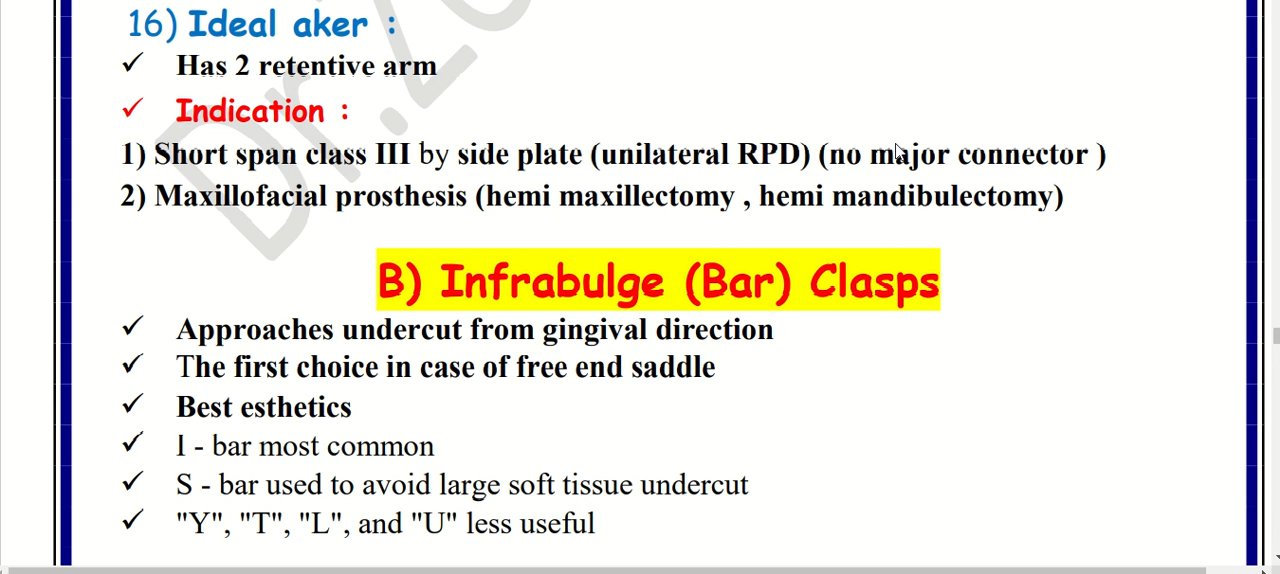 16) Ideal aker :
✓ Has 2 retentive arm
✓ Indication :
1) Short span class III by side plate (unilateral RPD) (no major connector )
2) Maxillofacial prosthesis (hemi maxillectomy , hemi mandibulectomy)
B) Infrabulge (Bar) Clasps
✓ Approaches undercut from gingival direction
✓ The first choice in case of free end saddle
✓ Best esthetics
✓ I - bar most common
✓ S - bar used to avoid large soft tissue undercut
✓ "Y", "T", "L", and "U" less useful